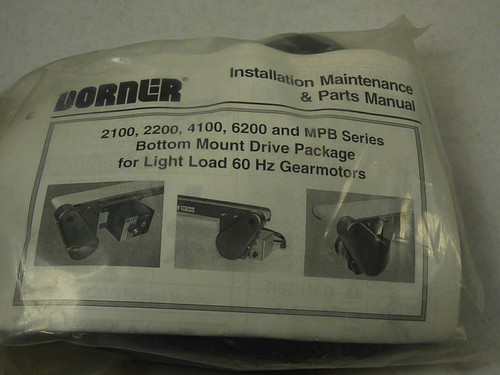 DORNER®
Installation Maintenance
& Parts Manual
2100, 2200, 4100, 6200 and MPB Series
Bottom Mount Drive Package
for Light Load 60 Hz Gearmotors